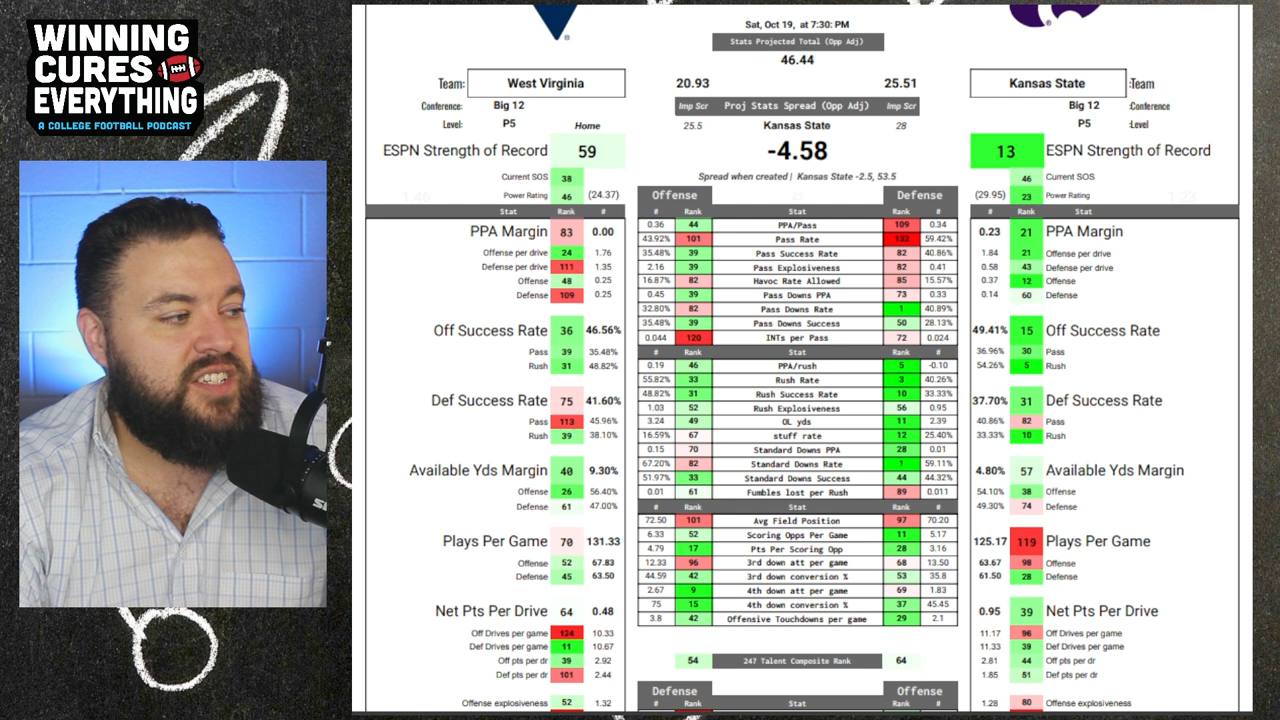 WINNING
CURES
EVERYTHING
A COLLEGE FOOTBALL PODCAST
Sat, Oct 19, at 7:30: PM
Stats Projected Total (Opp Adj)
46.44
Team: West Virginia 20.93 25.51 Kansas State :Team
Conference: Big 12 Imp Scr Proj Stats Spread (Opp Adj) Imp Scr Big 12 :Conference
Level: P5 Home 25.5 Kansas State 28 P5 :Level
ESPN Strength of Record 59 -4.58 13 ESPN Strength of Record
Current SOS 38 Spread when created | Kansas State -2.5, 53.5 46 Current SOS
Power Rating 46 (24.37) Offense Defense (29.95) 23 Power Rating
Stat Rank # # Rank Stat Rank # # Rank Stat
PPA Margin 83 0.00 0.36 44 PPA/Pass 109 0.34 0.23 21 PPA Margin
43.92% 101 Pass Rate 132 59.42%
Offense per drive 24 1.76 35.48% 39 Pass Success Rate 82 40.86% 1.84 21 Offense per drive
Defense per drive 111 1.35 2.16 39 Pass Explosiveness 82 0.41 0.58 43 Defense per drive
Offense 48 0.25 16.87% 82 Havoc Rate Allowed 85 15.57% 0.37 12 Offense
Defense 109 0.25 0.45 39 Pass Downs PPA 73 0.33 0.14 60 Defense
32.80% 82 Pass Downs Rate 1 40.89%
Off Success Rate 36 46.56% 35.48% 39 Pass Downs Success 50 28.13% 49.41% 15 Off Success Rate
0.044 120 INTs per Pass 72 0.024
Pass 39 35.48% # Rank Stat Rank # 36.96% 30 Pass
Rush 31 48.82% 0.19 46 PPA/rush 5 -0.10 54.26% 5 Rush
55.82% 33 Rush Rate 3 40.26%
48.82% 31 Rush Success Rate 10 33.33%
Def Success Rate 75 41.60% 1.03 52 Rush Explosiveness 56 0.95 37.70% 31 Def Success Rate
Pass 113 45.96% 3.24 49 OL yds 11 2.39 40.86% 82 Pass
Rush 39 38.10% 16.59% 67 stuff rate 12 25.40% 33.33% 10 Rush
0.15 70 Standard Downs PPA 28 0.01
Available Yds Margin 40 9.30% 67.20% 82 Standard Downs Rate 1 59.11% 4.80% 57 Available Yds Margin
51.97% 33 Standard Downs Success 44 44.32%
Offense 26 56.40% 0.01 61 Fumbles lost per Rush 89 0.011 54.10% 38 Offense
Defense 61 47.00% # Rank Stat Rank # 49.30% 74 Defense
72.50 101 Avg Field Position 97 70.20
Plays Per Game 70 131.33 6.33 52 Scoring Opps Per Game 11 5.17 125.17 119 Plays Per Game
4.79 17 Pts Per Scoring Opp 28 3.16
Offense 52 67.83 12.33 96 3rd down att per game 68 13.50 63.67 98 Offense
Defense 45 63.50 44.59 42 3rd down conversion % 53 35.8 61.50 28 Defense
2.67 9 4th down att per game 69 1.83
Net Pts Per Drive 64 0.48 75 15 4th down conversion % 37 45.45 0.95 39 Net Pts Per Drive
3.8 42 Offensive Touchdowns per game 29 2.1
Off Drives per game 124 10.33 11.17 96 Off Drives per game
Def Drives per game 11 10.67 11.33 39 Def Drives per game
Off pts per dr 39 2.92 54 247 Talent Composite Rank 64 2.81 44 Off pts per dr
Def pts per dr 101 2.44 1.85 51 Def pts per dr
Defense Offense
Offense explosiveness 52 1.32 # Rank Stat Rank # 1.28 80 Offense explosiveness